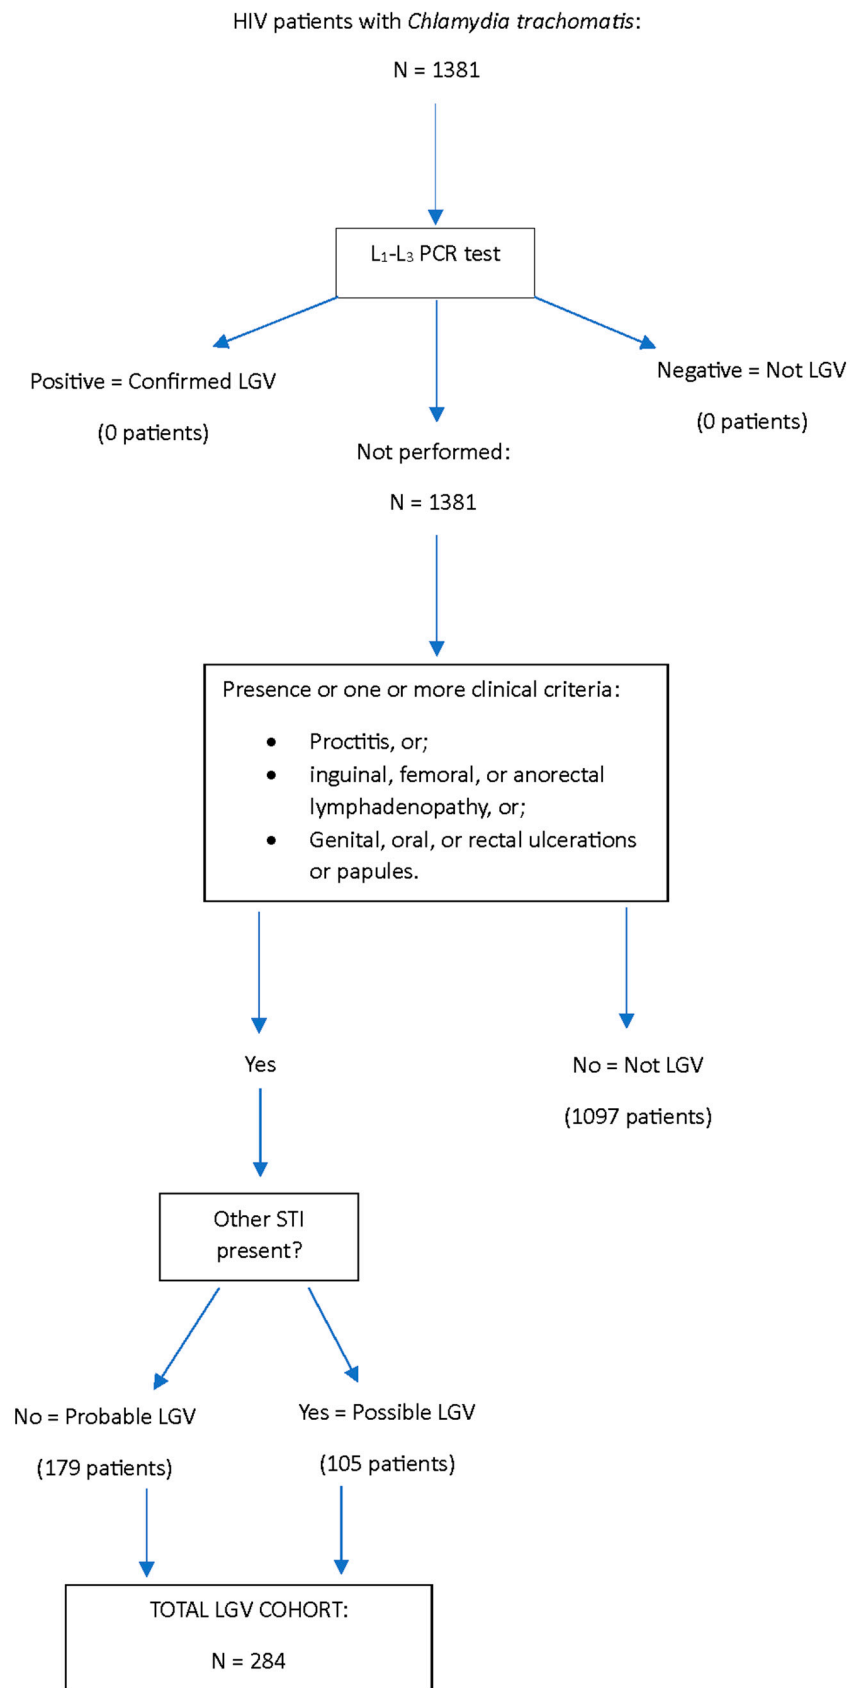 HIV patients with Chlamydia trachomatis:
N = 1381
L₁-L₃ PCR test
Positive = Confirmed LGV
(0 patients)
Negative = Not LGV
(0 patients)
Not performed:
N = 1381
Presence or one or more clinical criteria:
• Proctitis, or;
• inguinal, femoral, or anorectal
lymphadenopathy, or;
• Genital, oral, or rectal ulcerations
or papules.
Yes
No = Not LGV
(1097 patients)
Other STI
present?
No = Probable LGV
(179 patients)
Yes = Possible LGV
(105 patients)
TOTAL LGV COHORT:
N = 284